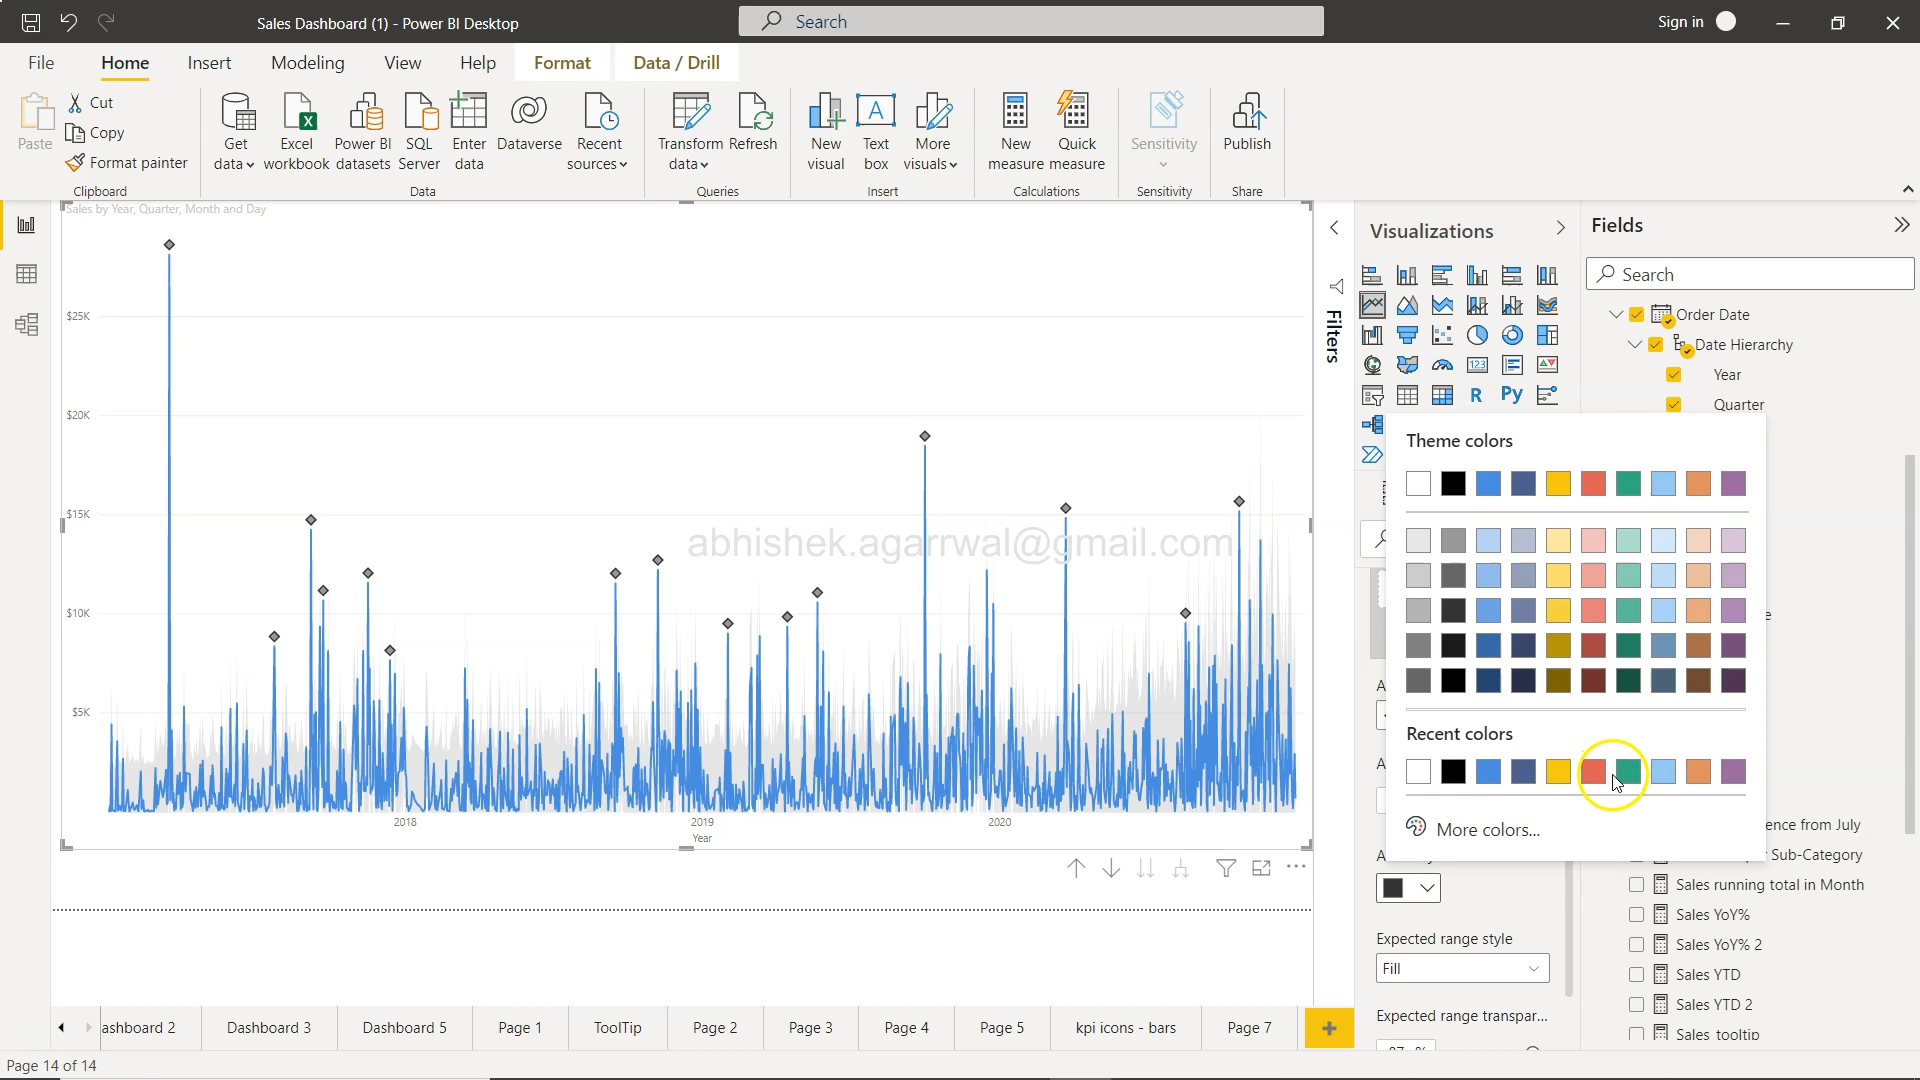 Sales Dashboard (1) - Power BI Desktop
Search
Sign in
File
Home
Insert
Modeling
View
Help
Format
Data / Drill
Paste
Cut
Copy
Format painter
Clipboard
Get data
Excel workbook
Power BI datasets
SQL Server
Enter data
Dataverse
Recent sources
Data
Transform data
Refresh
Queries
New visual
Text box
More visuals
Insert
New measure
Quick measure
Calculations
Sensitivity
Sensitivity
Publish
Share
Sales by Year, Quarter, Month and Day
$25K
$20K
$15K
$10K
$5K
2018
2019
2020
Year
abhishek.agarrwal@gmail.com
Filters
Visualizations
R
Py
123
Theme colors
Recent colors
More colors...
Expected range style
Fill
Expected range transpar...
Fields
Search
Order Date
Date Hierarchy
Year
Quarter
ence from July
Sub-Category
Sales running total in Month
Sales YoY%
Sales YoY% 2
Sales YTD
Sales YTD 2
Sales tooltip
ashboard 2
Dashboard 3
Dashboard 5
Page 1
ToolTip
Page 2
Page 3
Page 4
Page 5
kpi icons - bars
Page 7
Page 14 of 14